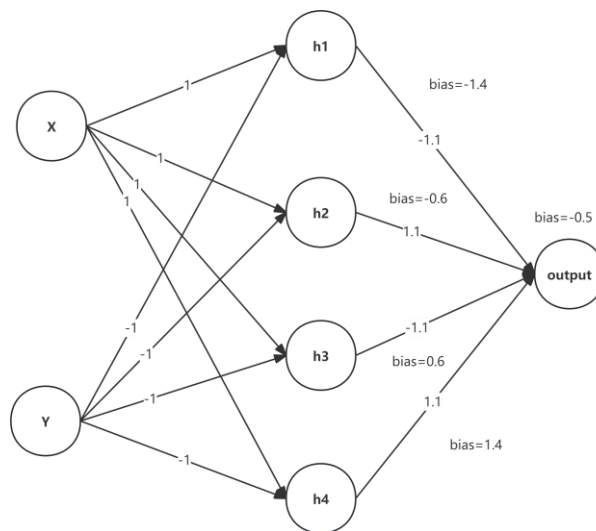 h1
bias=-1.4
X
1
-1.1
1
1
1
h2
bias=-0.6
1.1
bias=-0.5
output
-1
-1
-1.1
h3
bias=0.6
-1
1.1
Y
-1
bias=1.4
h4